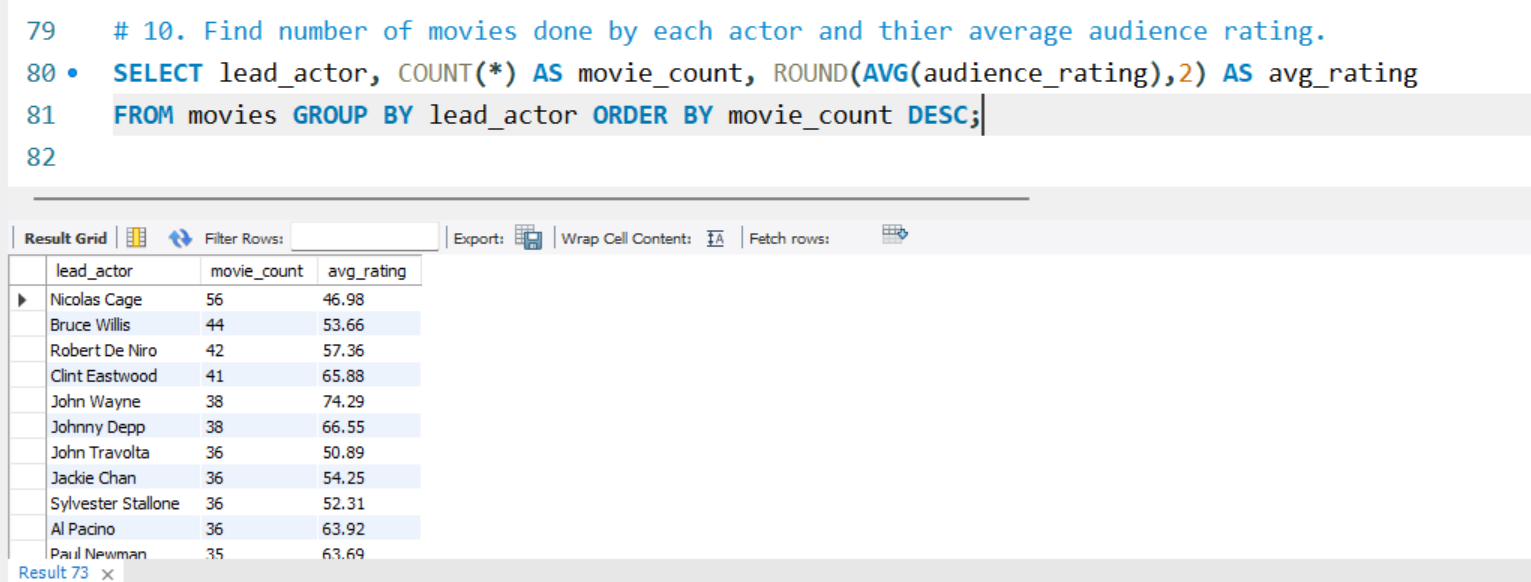 79 # 10. Find number of movies done by each actor and thier average audience rating.
80 SELECT lead_actor, COUNT(*) AS movie_count, ROUND(AVG(audience_rating),2) AS avg_rating
81 FROM movies GROUP BY lead_actor ORDER BY movie_count DESC;
82
Result Grid Filter Rows: Export: Wrap Cell Content: Fetch rows:
lead_actor movie_count avg_rating
Nicolas Cage 56 46.98
Bruce Willis 44 53.66
Robert De Niro 42 57.36
Clint Eastwood 41 65.88
John Wayne 38 74.29
Johnny Depp 38 66.55
John Travolta 36 50.89
Jackie Chan 36 54.25
Sylvester Stallone 36 52.31
Al Pacino 36 63.92
Paul Newman 35 63.69
Result 73